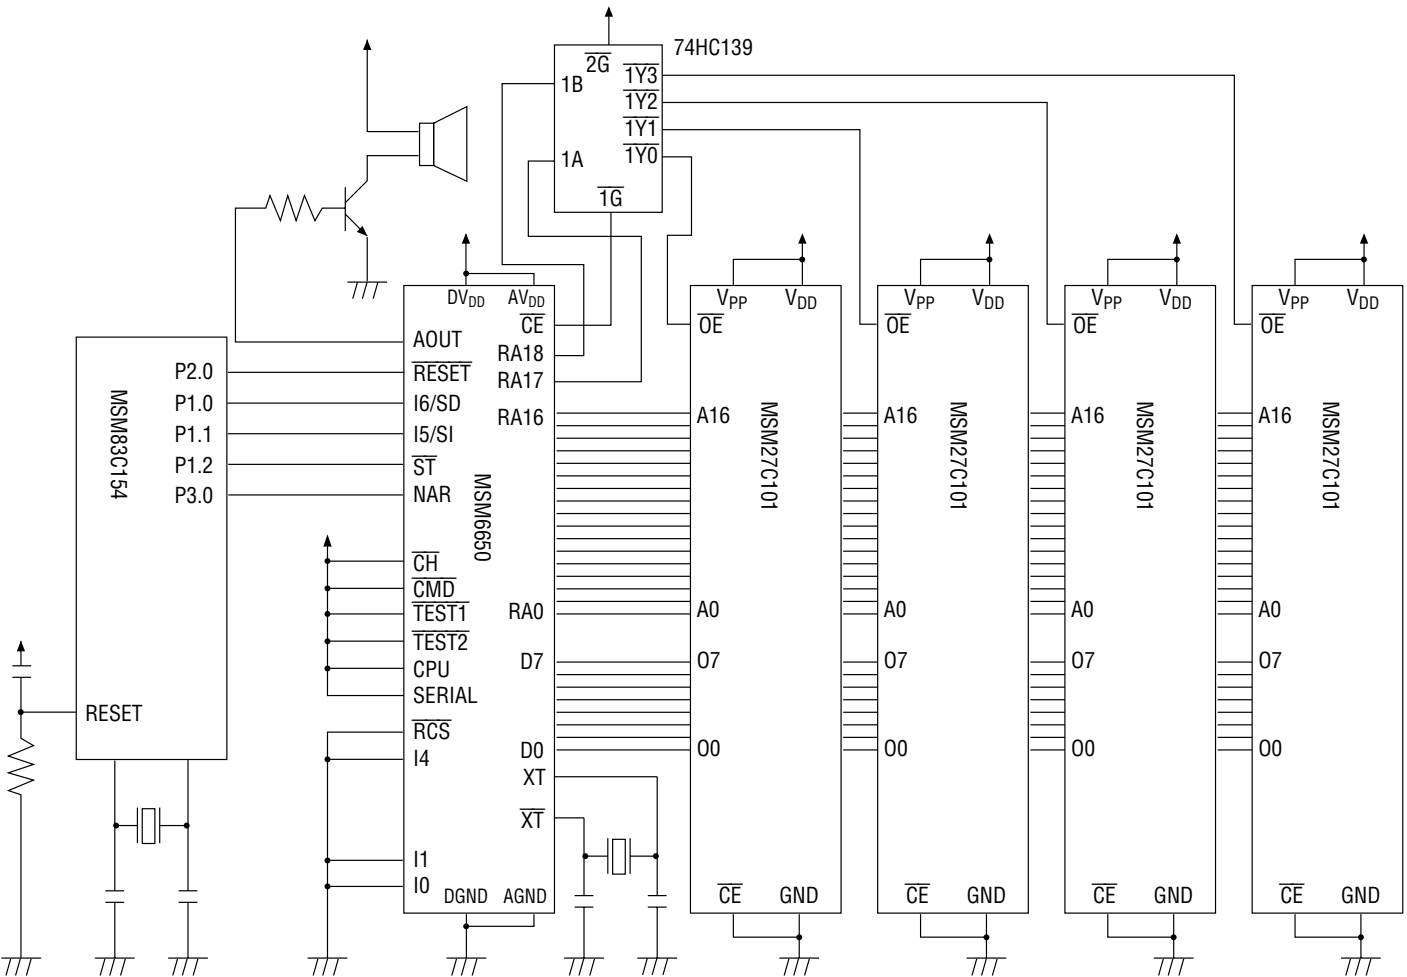 74HC139
2G
1B
1Y3
1Y2
1Y1
1A
1Y0
1G
DVDD
AVDD
CE
AOUT
RA18
RESET
RA17
I6/SD
RA16
I5/SI
ST
NAR
MSM6650
CH
CMD
TEST1
RA0
TEST2
D7
CPU
SERIAL
RCS
D0
I4
XT
XT
I1
I0
DGND
AGND
P2.0
P1.0
P1.1
P1.2
P3.0
MSM83C154
RESET
VPP
VDD
OE
A16
MSM27C101
A0
O7
O0
CE
GND
VPP
VDD
OE
A16
MSM27C101
A0
O7
O0
CE
GND
VPP
VDD
OE
A16
MSM27C101
A0
O7
O0
CE
GND
VPP
VDD
OE
A16
MSM27C101
A0
O7
O0
CE
GND